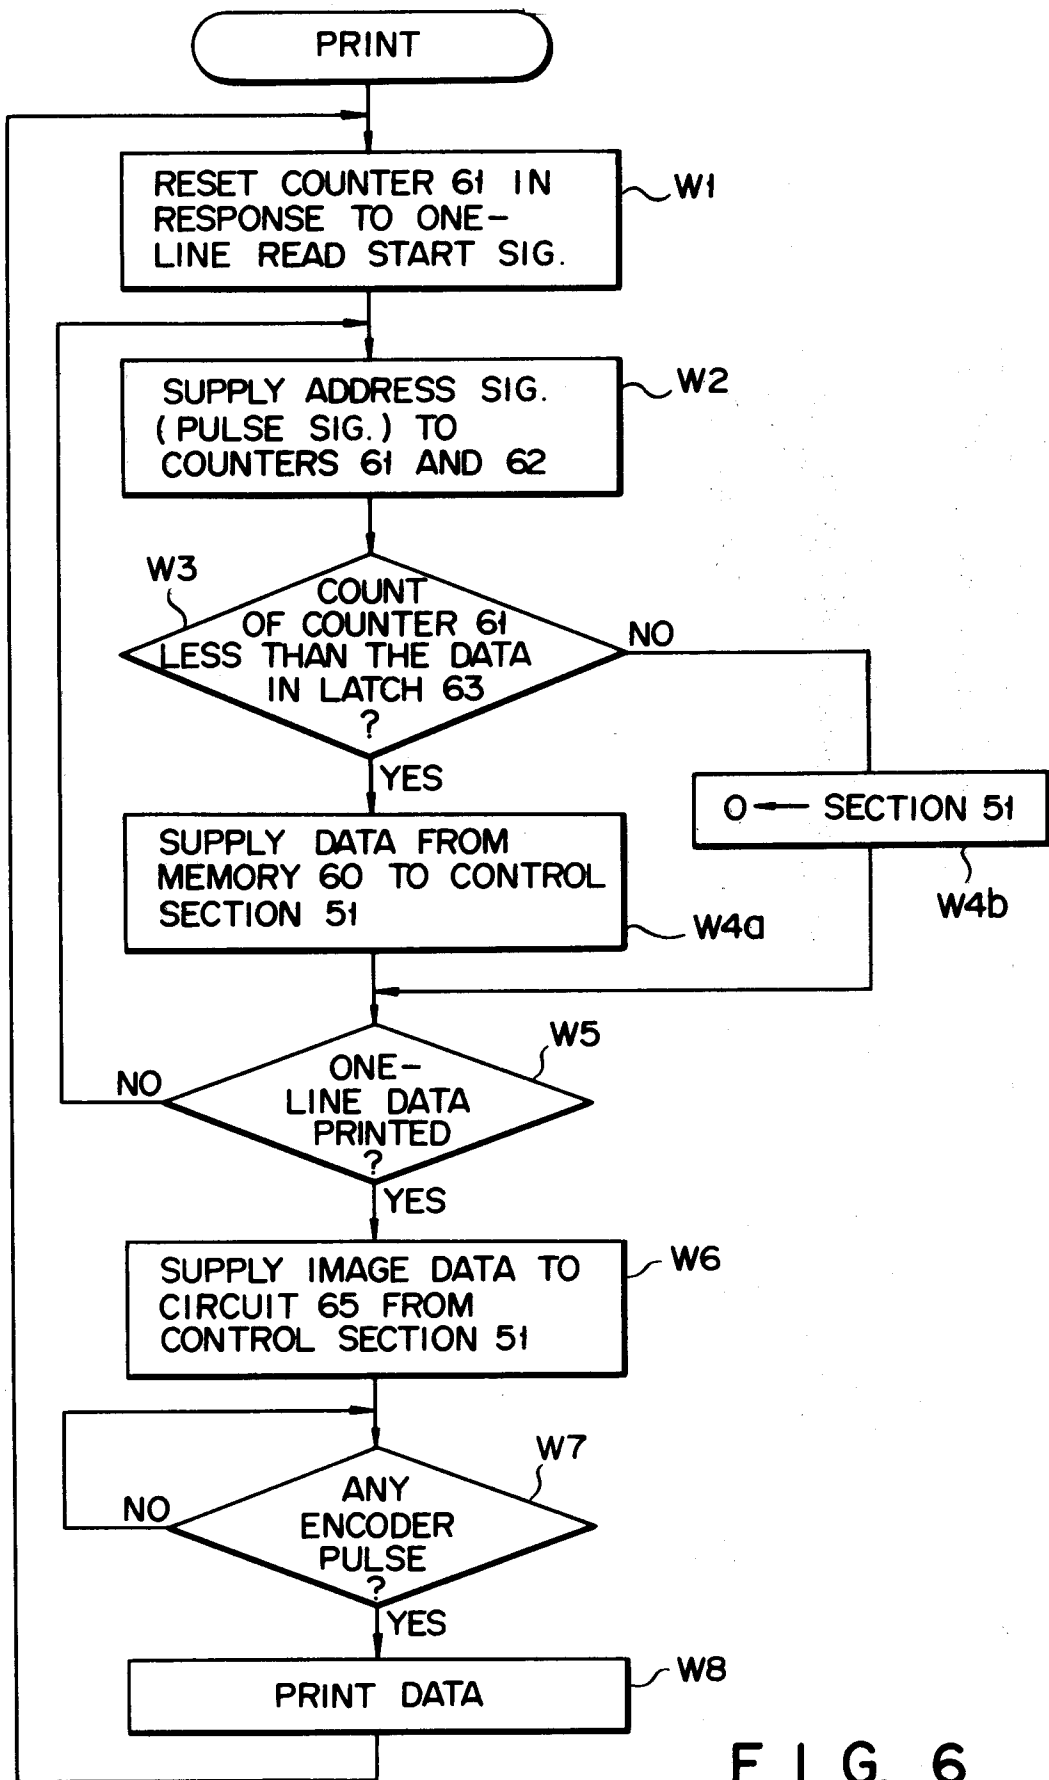 PRINT
RESET COUNTER 61 IN
RESPONSE TO ONE-
LINE READ START SIG.
W1
SUPPLY ADDRESS SIG.
(PULSE SIG.) TO
COUNTERS 61 AND 62
W2
W3
COUNT
OF COUNTER 61
LESS THAN THE DATA
IN LATCH 63
?
NO
YES
SUPPLY DATA FROM
MEMORY 60 TO CONTROL
SECTION 51
W4a
O ← SECTION 51
W4b
W5
ONE-
LINE DATA
PRINTED
?
NO
YES
SUPPLY IMAGE DATA TO
CIRCUIT 65 FROM
CONTROL SECTION 51
W6
W7
ANY
ENCODER
PULSE
?
NO
YES
PRINT DATA
W8
FIG. 6